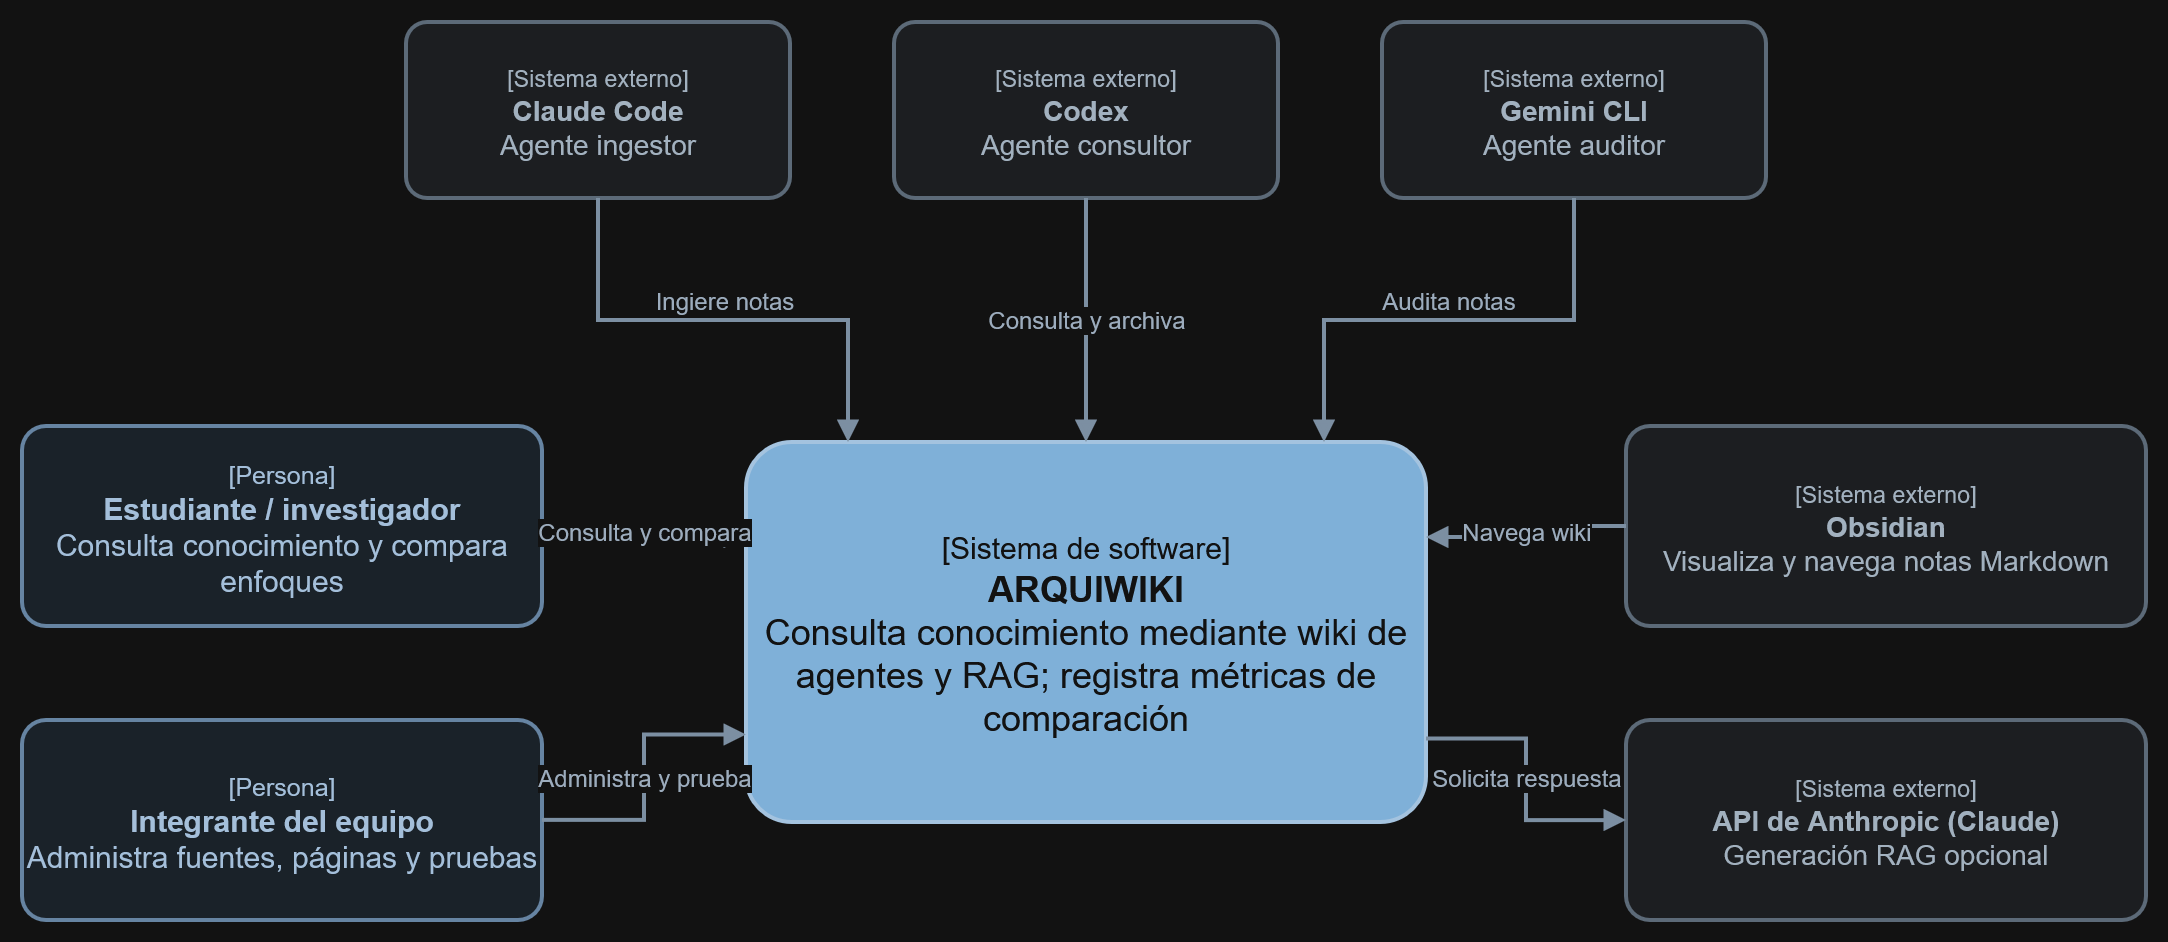 [Sistema externo]
Claude Code
Agente ingestor
[Sistema externo]
Codex
Agente consultor
[Sistema externo]
Gemini CLI
Agente auditor
Ingiere notas
Consulta y archiva
Audita notas
[Persona]
Estudiante / investigador
Consulta conocimiento y compara
enfoques
Consulta y compara
[Sistema de software]
ARQUIWIKI
Consulta conocimiento mediante wiki de
agentes y RAG; registra métricas de
comparación
Navega wiki
[Sistema externo]
Obsidian
Visualiza y navega notas Markdown
[Persona]
Integrante del equipo
Administra fuentes, páginas y pruebas
Administra y prueba
Solicita respuesta
[Sistema externo]
API de Anthropic (Claude)
Generación RAG opcional